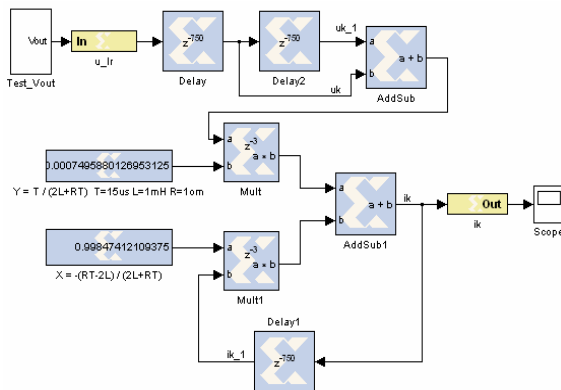 Vout
Test_Vout
In
u_lr
z-750
Delay
z-750
Delay2
uk_1
uk
a
b
a + b
AddSub
0.0007495880126953125
Y = T / (2L+RT) T=15us L=1mH R=1om
a
b
z-3
a * b
Mult
0.99847412109375
X = -(RT-2L) / (2L+RT)
a
b
z-3
a * b
Mult1
a
b
a + b
AddSub1
ik
Out
ik
Scope
Delay1
z-750
ik_1